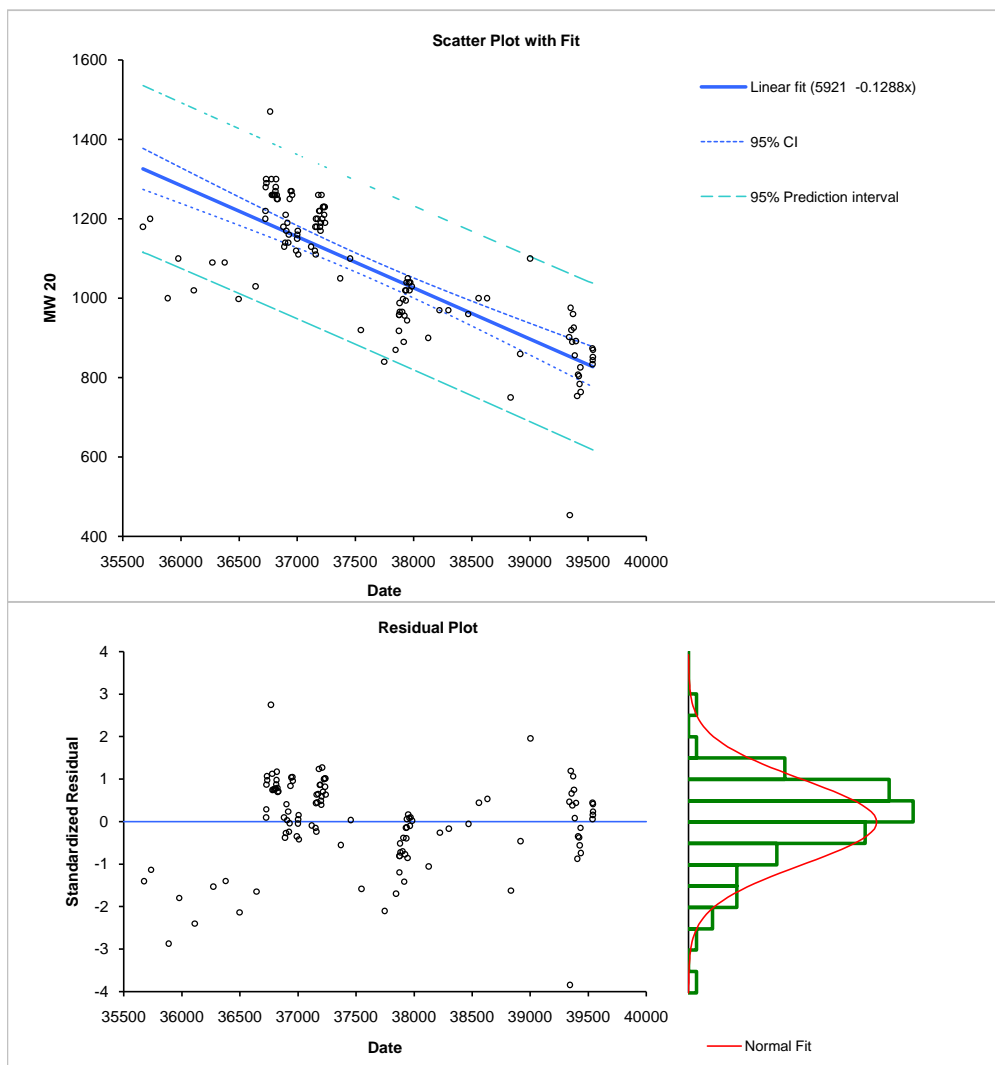 Scatter Plot with Fit
1600
1400
1200
1000
800
600
400
MW 20
35500 36000 36500 37000 37500 38000 38500 39000 39500 40000
Date
Linear fit (5921 -0.1288x)
95% CI
95% Prediction interval
Residual Plot
4
3
2
1
0
-1
-2
-3
-4
Standardized Residual
35500 36000 36500 37000 37500 38000 38500 39000 39500 40000
Date
Normal Fit